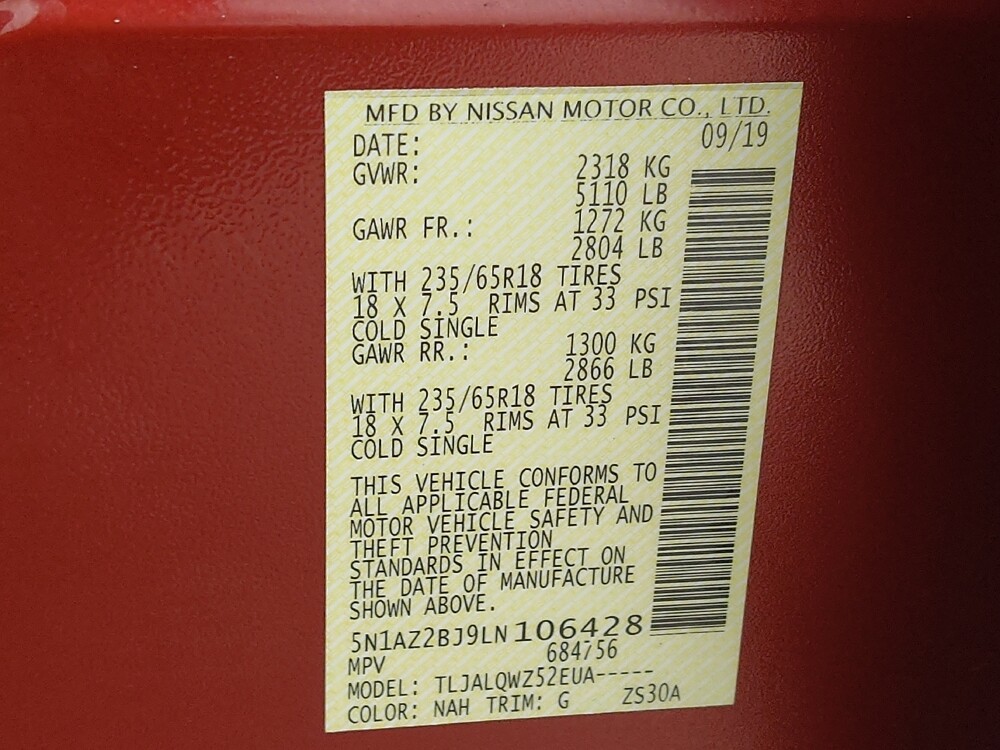 MFD BY NISSAN MOTOR CO., LTD.
DATE: 09/19
GVWR: 2318 KG
5110 LB
GAWR FR.: 1272 KG
2804 LB
WITH 235/65R18 TIRES
18 X 7.5 RIMS AT 33 PSI
COLD SINGLE
GAWR RR.: 1300 KG
2866 LB
WITH 235/65R18 TIRES
18 X 7.5 RIMS AT 33 PSI
COLD SINGLE
THIS VEHICLE CONFORMS TO
ALL APPLICABLE FEDERAL
MOTOR VEHICLE SAFETY AND
THEFT PREVENTION
STANDARDS IN EFFECT ON
THE DATE OF MANUFACTURE
SHOWN ABOVE.
5N1AZ2BJ9LN106428
MPV 684756
MODEL: TLJALQWZ52EUA-----
COLOR: NAH TRIM: G ZS30A